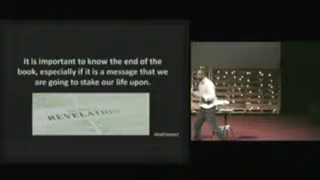 It is important to know the end of the
book, especially if it is a message that we
are going to stake our life upon.
REVELATION